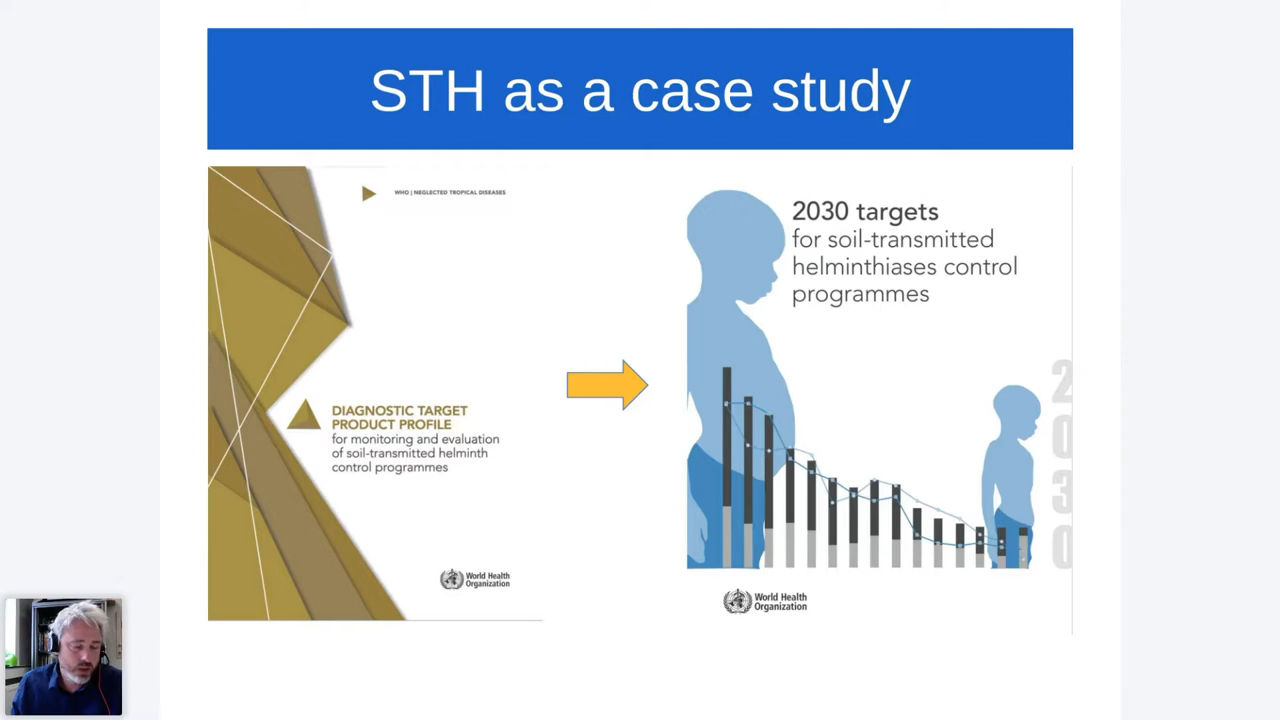 STH as a case study
WHO | NEGLECTED TROPICAL DISEASES
DIAGNOSTIC TARGET
PRODUCT PROFILE
for monitoring and evaluation
of soil-transmitted helminth
control programmes
World Health
Organization
2030 targets
for soil-transmitted
helminthiases control
programmes
2030
World Health
Organization